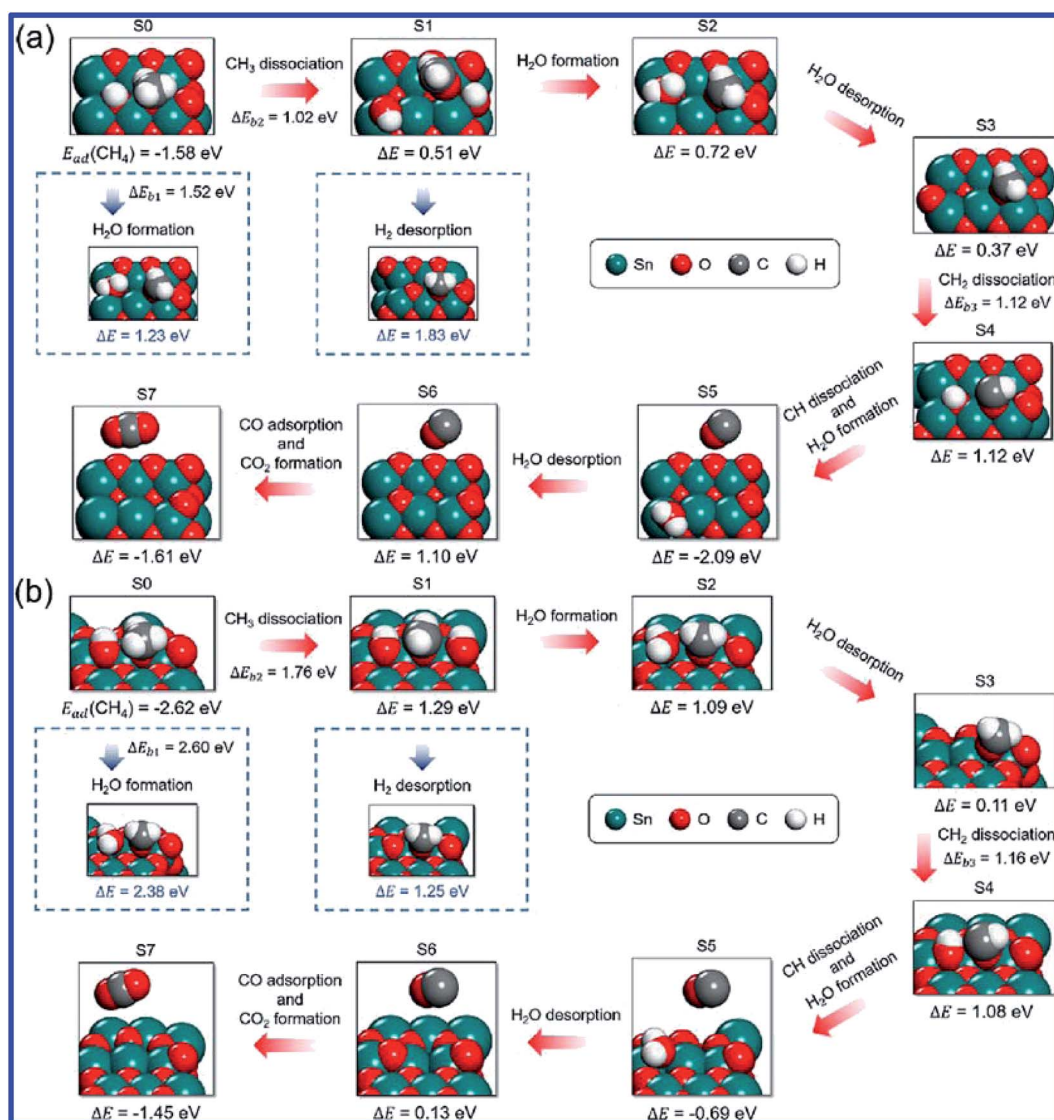 (a)
S0
S1
S2
CH₃ dissociation
ΔE_b2 = 1.02 eV
H₂O formation
H₂O desorption
E_ad(CH₄) = -1.58 eV
ΔE = 0.51 eV
ΔE = 0.72 eV
S3
ΔE = 0.37 eV
ΔE_b1 = 1.52 eV
H₂O formation
ΔE = 1.23 eV
H₂ desorption
ΔE = 1.83 eV
Sn O C H
CH₂ dissociation
ΔE_b3 = 1.12 eV
S4
ΔE = 1.12 eV
CH dissociation
and
H₂O formation
S7
S6
S5
CO adsorption
and
CO₂ formation
H₂O desorption
ΔE = -1.61 eV
ΔE = 1.10 eV
ΔE = -2.09 eV
(b)
S0
S1
S2
CH₃ dissociation
ΔE_b2 = 1.76 eV
H₂O formation
H₂O desorption
E_ad(CH₄) = -2.62 eV
ΔE = 1.29 eV
ΔE = 1.09 eV
S3
ΔE = 0.11 eV
ΔE_b1 = 2.60 eV
H₂O formation
ΔE = 2.38 eV
H₂ desorption
ΔE = 1.25 eV
Sn O C H
CH₂ dissociation
ΔE_b3 = 1.16 eV
S4
ΔE = 1.08 eV
CH dissociation
and
H₂O formation
S7
S6
S5
CO adsorption
and
CO₂ formation
H₂O desorption
ΔE = -1.45 eV
ΔE = 0.13 eV
ΔE = -0.69 eV